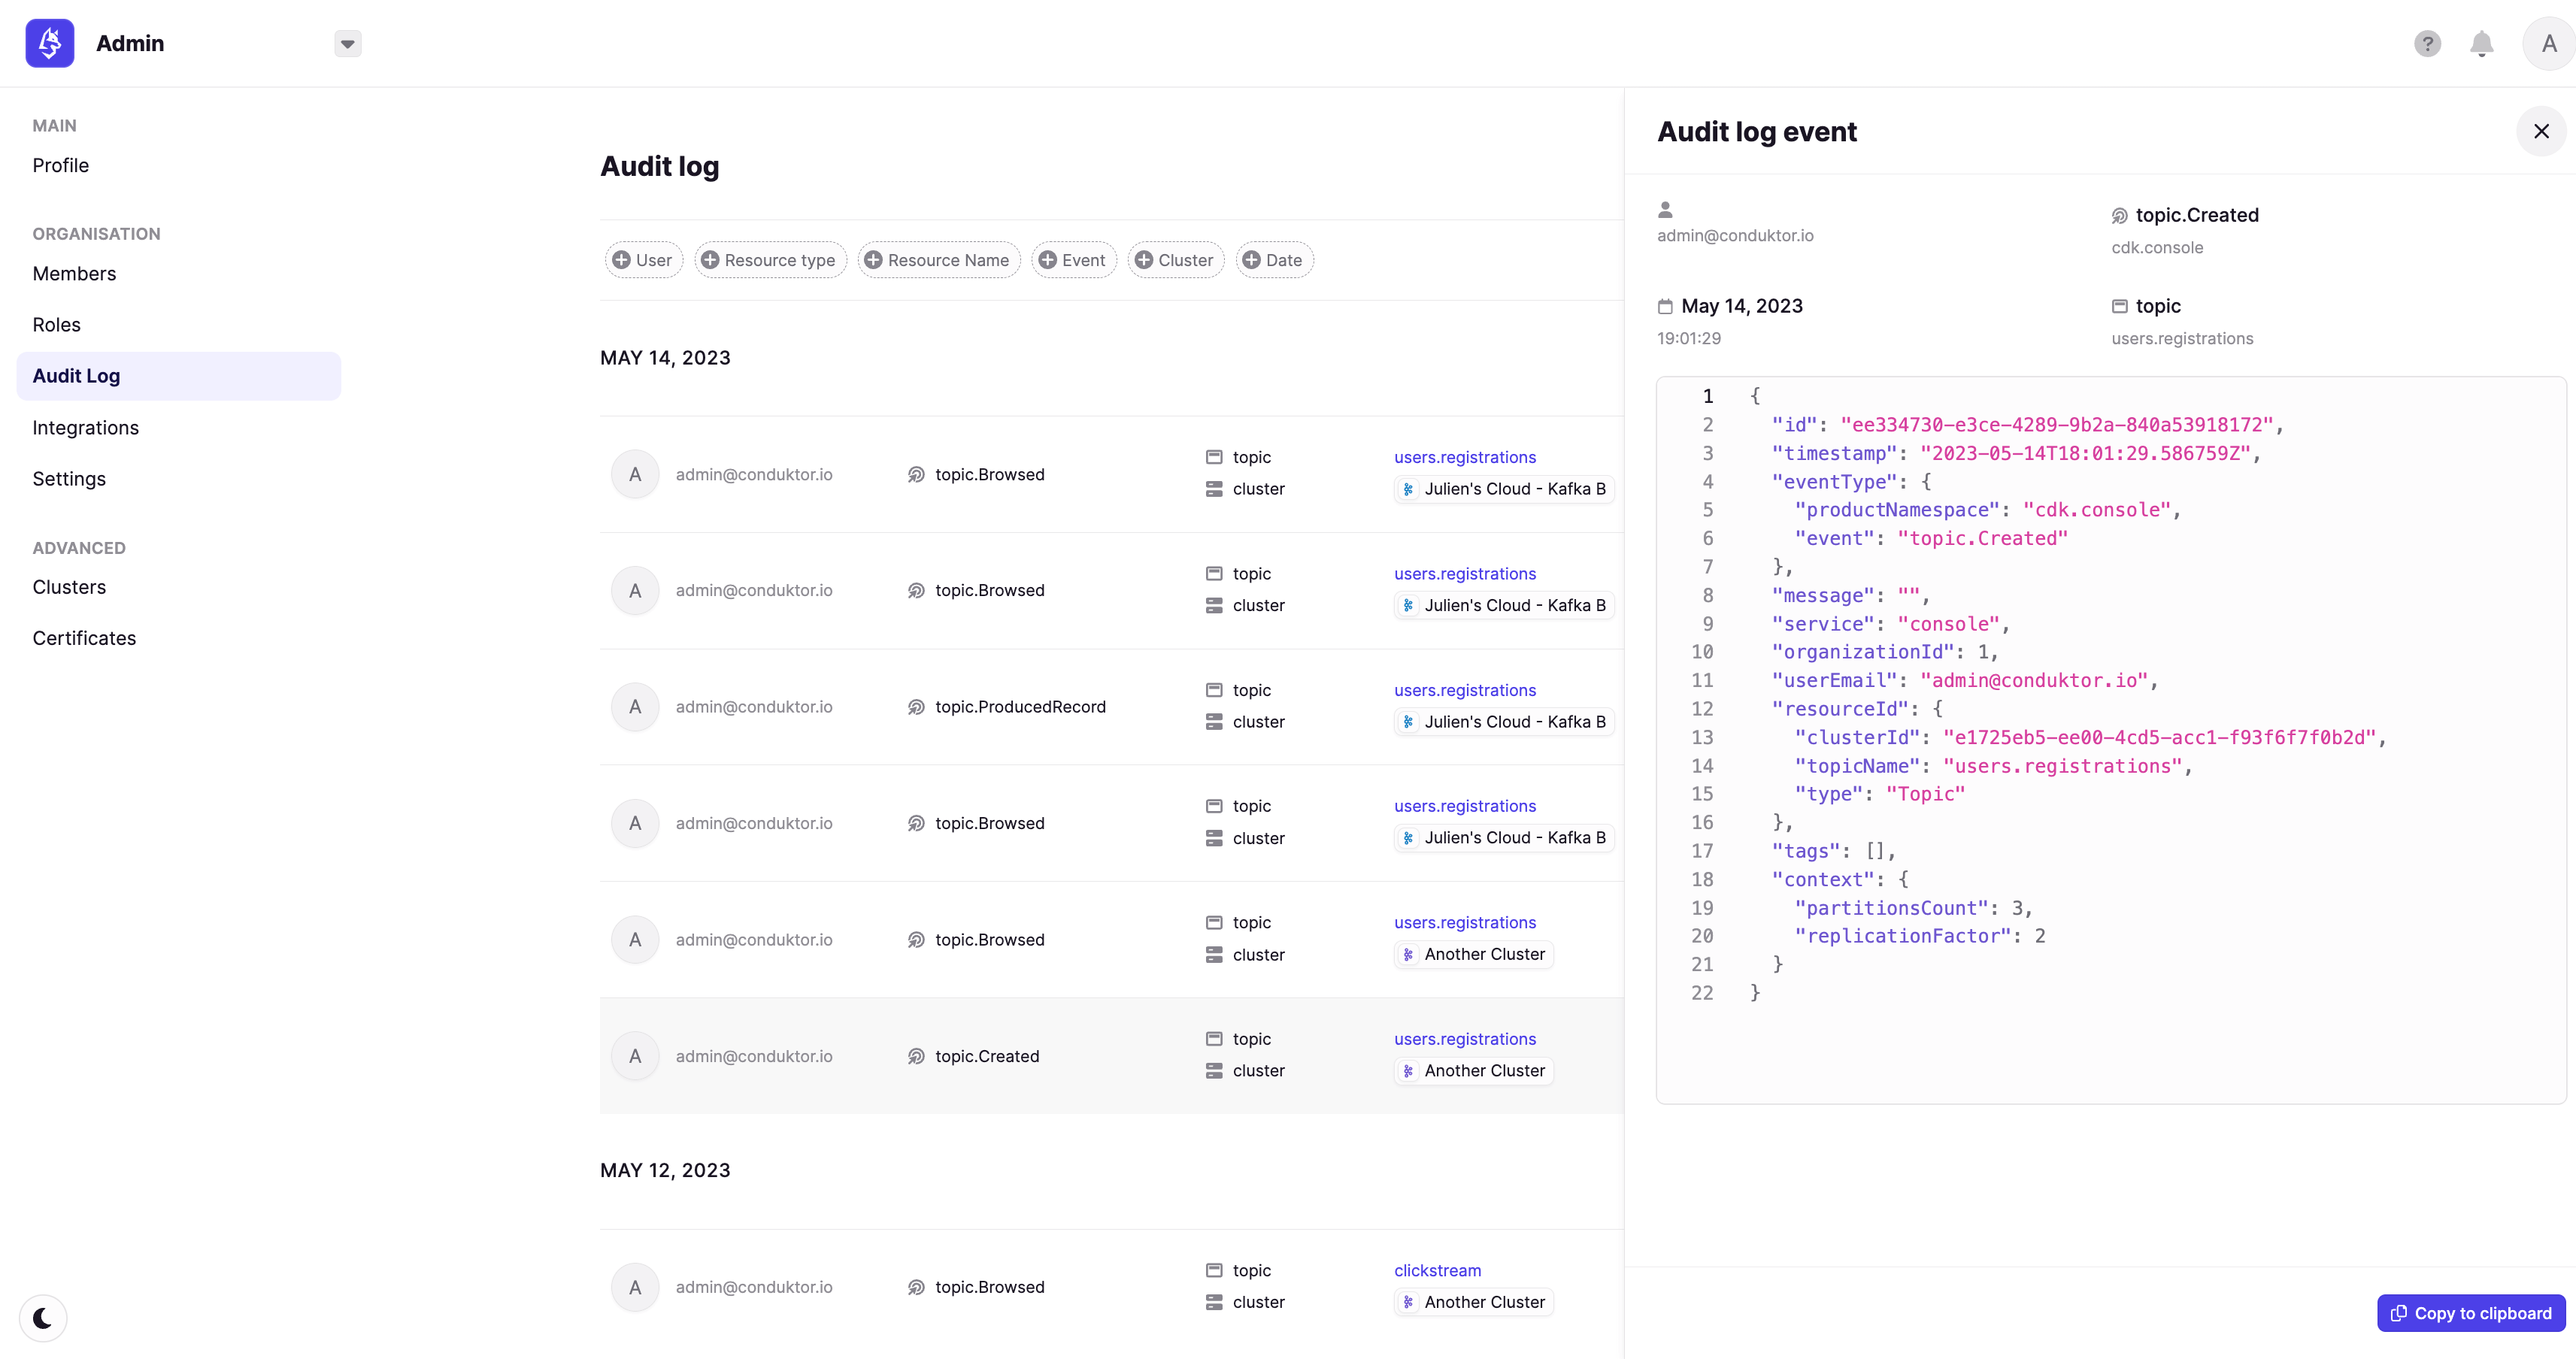 Admin
?
A
MAIN
Profile
ORGANISATION
Members
Roles
Audit Log
Integrations
Settings
ADVANCED
Clusters
Certificates
Audit log
User
Resource type
Resource Name
Event
Cluster
Date
MAY 14, 2023
A admin@conduktor.io topic.Browsed topic users.registrations
cluster Julien's Cloud - Kafka B
A admin@conduktor.io topic.Browsed topic users.registrations
cluster Julien's Cloud - Kafka B
A admin@conduktor.io topic.ProducedRecord topic users.registrations
cluster Julien's Cloud - Kafka B
A admin@conduktor.io topic.Browsed topic users.registrations
cluster Julien's Cloud - Kafka B
A admin@conduktor.io topic.Browsed topic users.registrations
cluster Another Cluster
A admin@conduktor.io topic.Created topic users.registrations
cluster Another Cluster
MAY 12, 2023
A admin@conduktor.io topic.Browsed topic clickstream
cluster Another Cluster
Audit log event
admin@conduktor.io
topic.Created
cdk.console
May 14, 2023
19:01:29
topic
users.registrations
1 {
2 "id": "ee334730-e3ce-4289-9b2a-840a53918172",
3 "timestamp": "2023-05-14T18:01:29.586759Z",
4 "eventType": {
5 "productNamespace": "cdk.console",
6 "event": "topic.Created"
7 },
8 "message": "",
9 "service": "console",
10 "organizationId": 1,
11 "userEmail": "admin@conduktor.io",
12 "resourceId": {
13 "clusterId": "e1725eb5-ee00-4cd5-acc1-f93f6f7f0b2d",
14 "topicName": "users.registrations",
15 "type": "Topic"
16 },
17 "tags": [],
18 "context": {
19 "partitionsCount": 3,
20 "replicationFactor": 2
21 }
22 }
Copy to clipboard